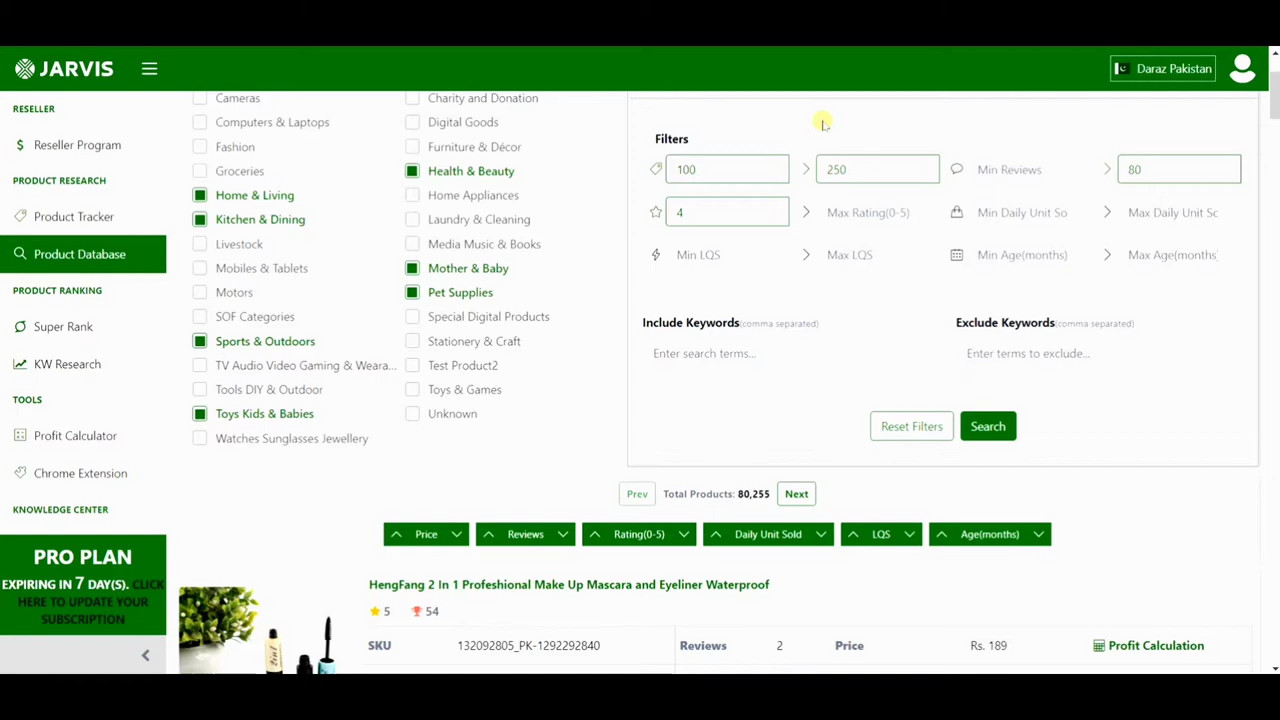 JARVIS
Daraz Pakistan
RESELLER
Reseller Program
PRODUCT RESEARCH
Product Tracker
Product Database
PRODUCT RANKING
Super Rank
KW Research
TOOLS
Profit Calculator
Chrome Extension
KNOWLEDGE CENTER
PRO PLAN
EXPIRING IN 7 DAY(S). CLICK
HERE TO UPDATE YOUR
SUBSCRIPTION
Cameras
Computers & Laptops
Fashion
Groceries
Home & Living
Kitchen & Dining
Livestock
Mobiles & Tablets
Motors
SOF Categories
Sports & Outdoors
TV Audio Video Gaming & Weara...
Tools DIY & Outdoor
Toys Kids & Babies
Watches Sunglasses Jewellery
Charity and Donation
Digital Goods
Furniture & Décor
Health & Beauty
Home Appliances
Laundry & Cleaning
Media Music & Books
Mother & Baby
Pet Supplies
Special Digital Products
Stationery & Craft
Test Product2
Toys & Games
Unknown
Filters
100 250 Min Reviews 80
4 Max Rating(0-5) Min Daily Unit So Max Daily Unit Sc
Min LQS Max LQS Min Age(months) Max Age(months)
Include Keywords(comma separated) Exclude Keywords(comma separated)
Enter search terms... Enter terms to exclude...
Reset Filters Search
Prev Total Products: 80,255 Next
Price Reviews Rating(0-5) Daily Unit Sold LQS Age(months)
HengFang 2 In 1 Profeshional Make Up Mascara and Eyeliner Waterproof
5 54
SKU 132092805_PK-1292292840 Reviews 2 Price Rs. 189 Profit Calculation